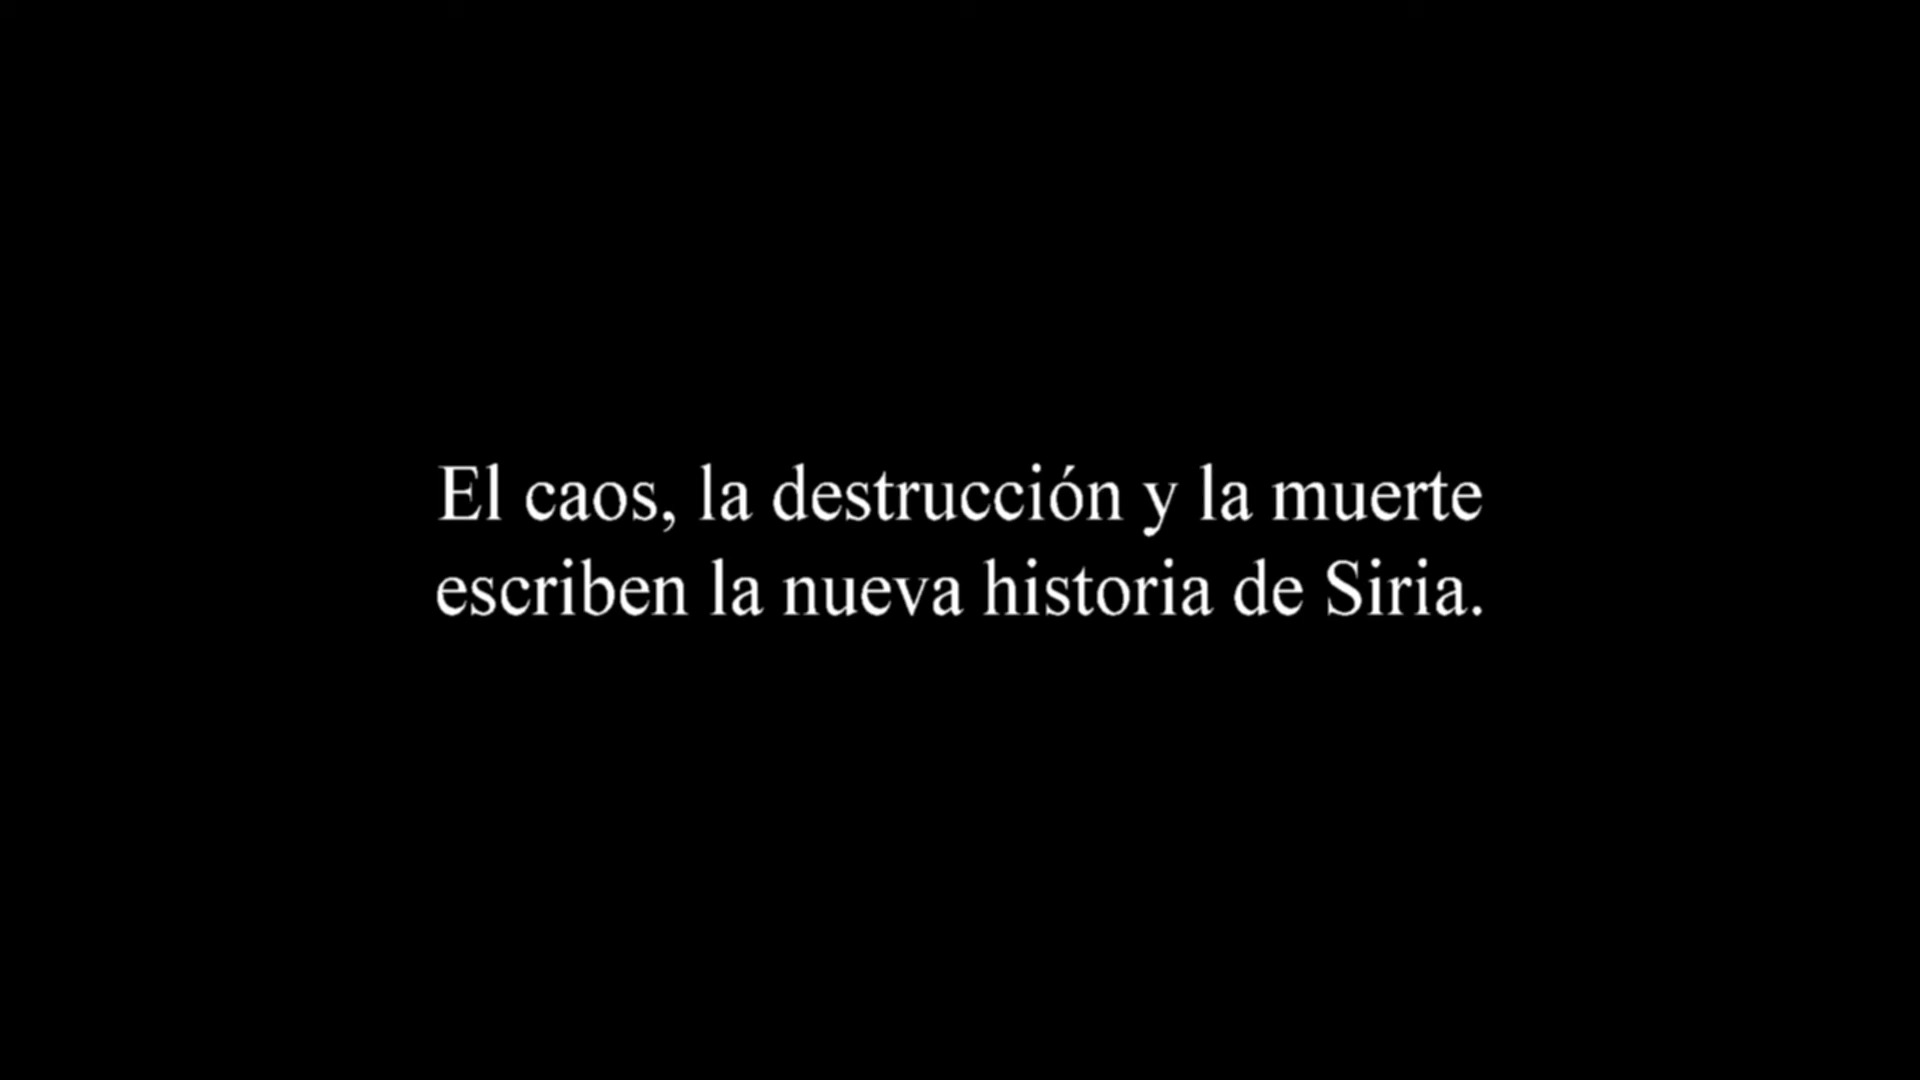 El caos, la destrucción y la muerte
escriben la nueva historia de Siria.